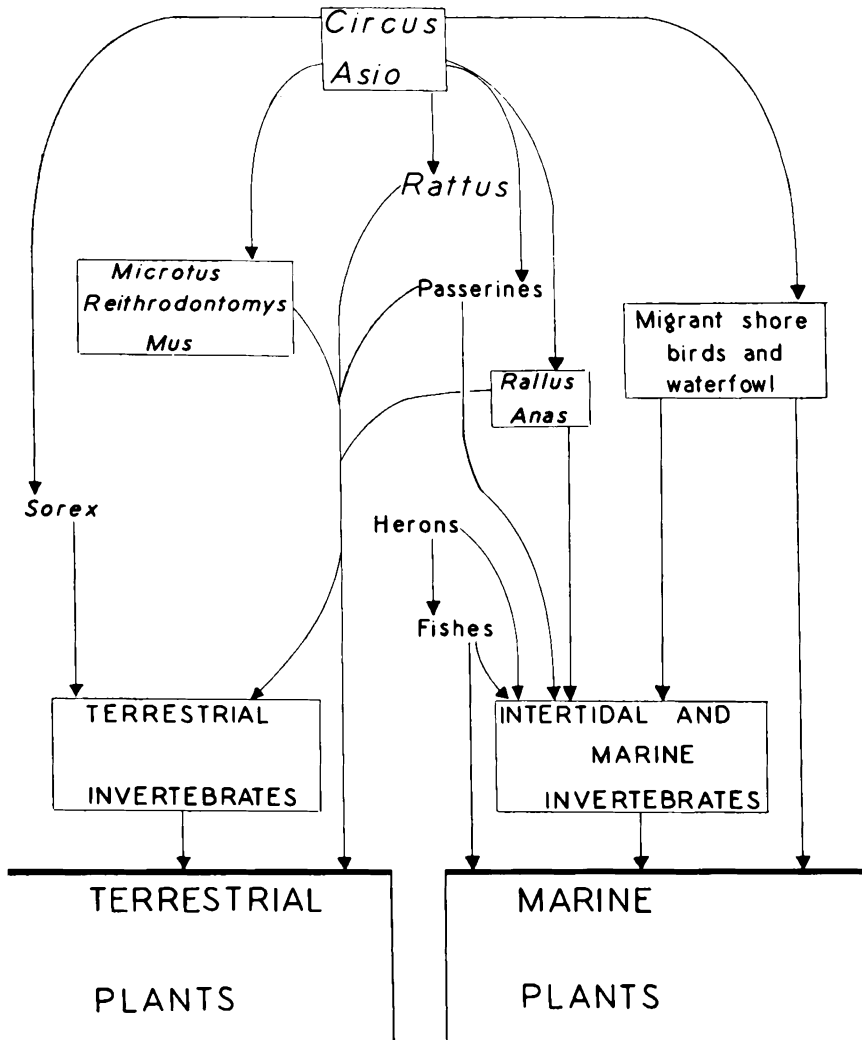 Circus
Asio
Rattus
Microtus
Reithrodontomys
Mus
Passerines
Migrant shore
birds and
waterfowl
Rallus
Anas
Sorex
Herons
Fishes
TERRESTRIAL
INVERTEBRATES
INTERTIDAL AND
MARINE
INVERTEBRATES
TERRESTRIAL
PLANTS
MARINE
PLANTS